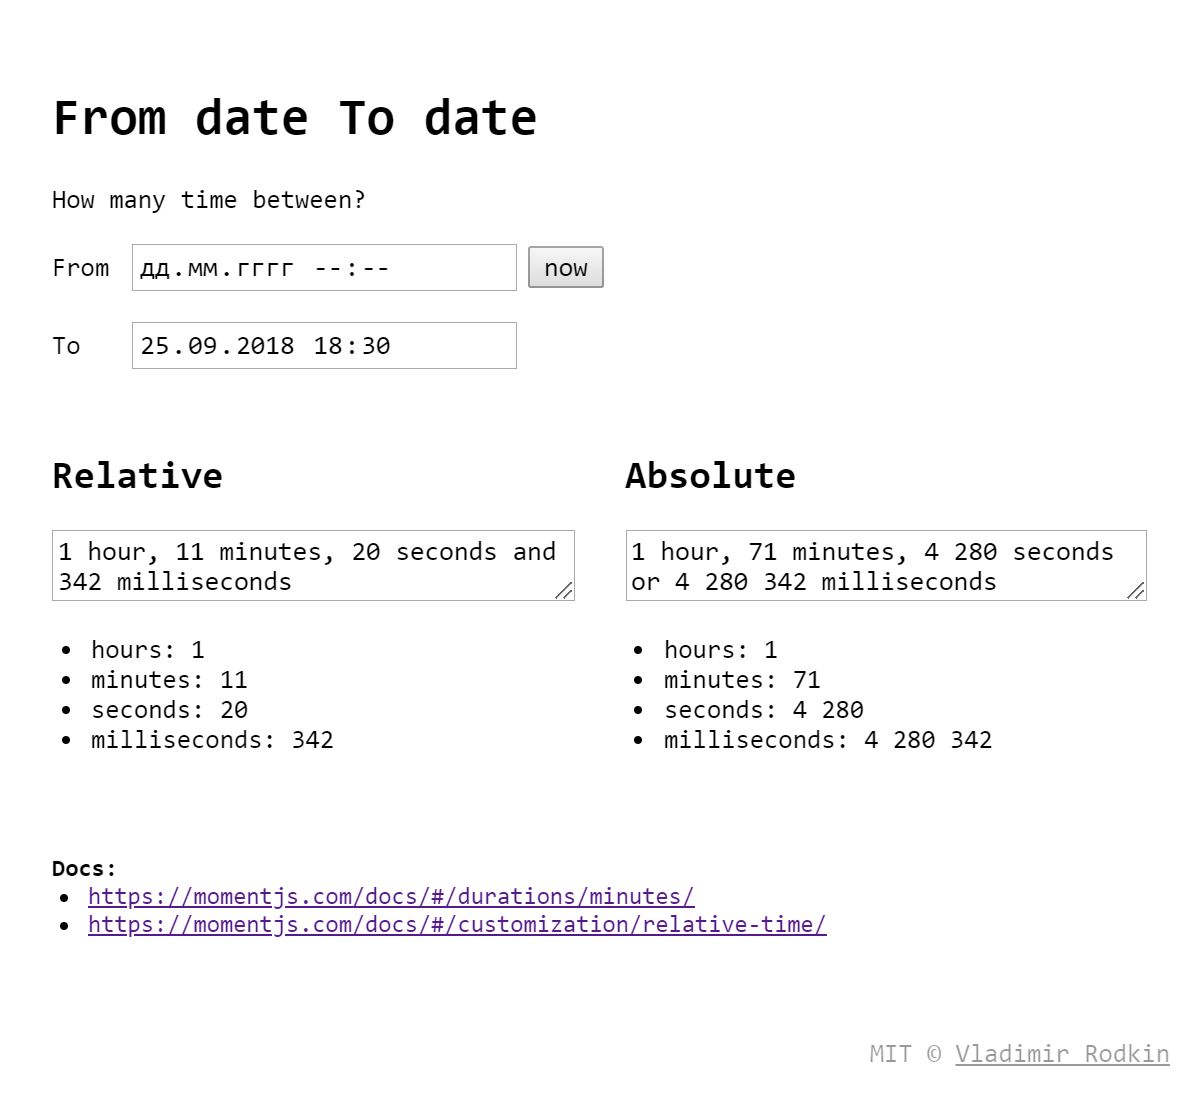 From date To date
How many time between?
From дд.мм.гггг --:-- now
To 25.09.2018 18:30
Relative
1 hour, 11 minutes, 20 seconds and
342 milliseconds
hours: 1
minutes: 11
seconds: 20
milliseconds: 342
Absolute
1 hour, 71 minutes, 4 280 seconds
or 4 280 342 milliseconds
hours: 1
minutes: 71
seconds: 4 280
milliseconds: 4 280 342
Docs:
https://momentjs.com/docs/#/durations/minutes/
https://momentjs.com/docs/#/customization/relative-time/
MIT © Vladimir Rodkin